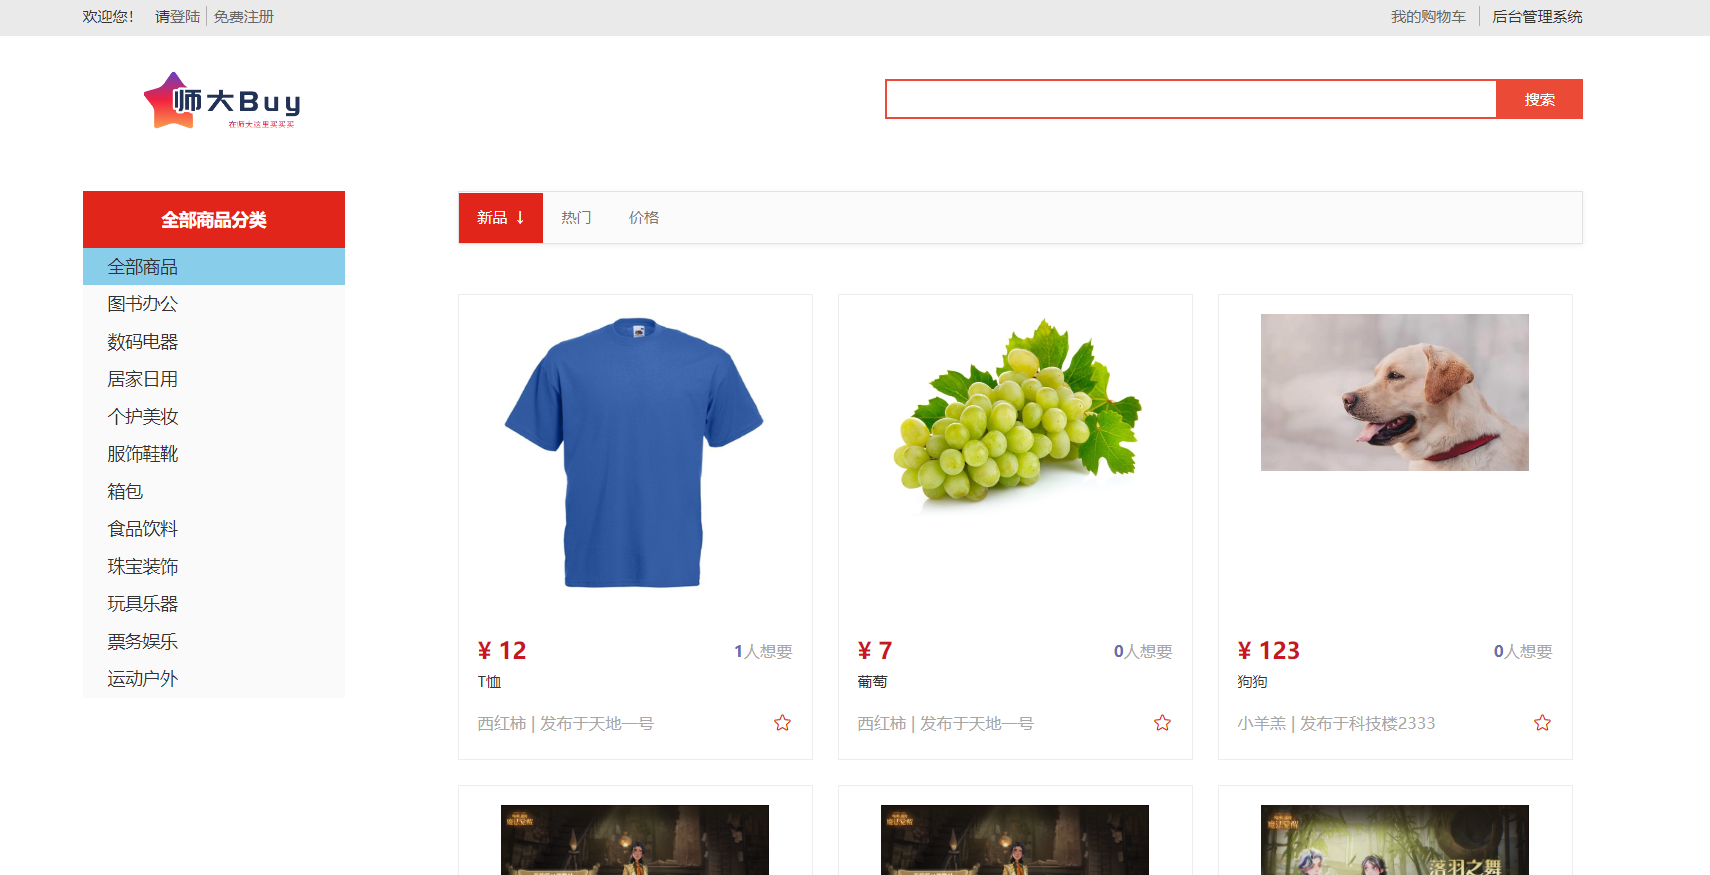 欢迎您! 请登陆 免费注册
我的购物车 后台管理系统
师大Buy
在师大这里买买买
搜索
全部商品分类
全部商品
图书办公
数码电器
居家日用
个护美妆
服饰鞋靴
箱包
食品饮料
珠宝装饰
玩具乐器
票务娱乐
运动户外
新品 ↓ 热门 价格
¥ 12 1人想要
T恤
西红柿 | 发布于天地一号
¥ 7 0人想要
葡萄
西红柿 | 发布于天地一号
¥ 123 0人想要
狗狗
小羊羔 | 发布于科技楼2333
落羽之舞